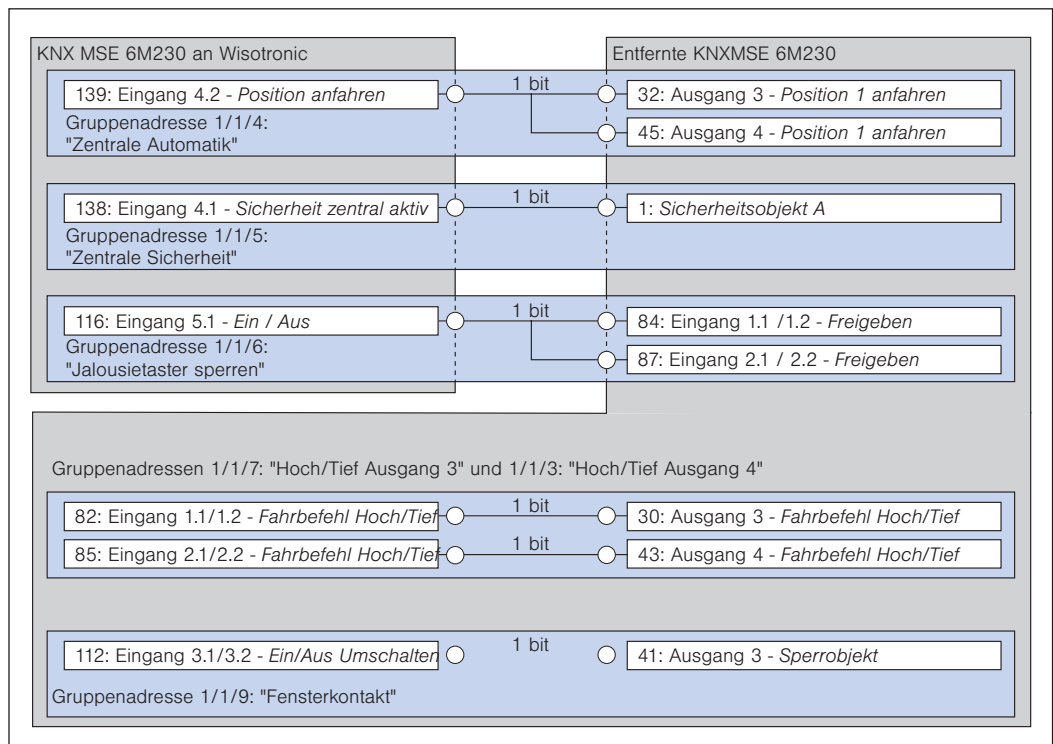 KNX MSE 6M230 an Wisotronic
Entfernte KNXMSE 6M230
139: Eingang 4.2 - Position anfahren
1 bit
32: Ausgang 3 - Position 1 anfahren
45: Ausgang 4 - Position 1 anfahren
Gruppenadresse 1/1/4:
"Zentrale Automatik"
138: Eingang 4.1 - Sicherheit zentral aktiv
1 bit
1: Sicherheitsobjekt A
Gruppenadresse 1/1/5:
"Zentrale Sicherheit"
116: Eingang 5.1 - Ein / Aus
1 bit
84: Eingang 1.1 /1.2 - Freigeben
87: Eingang 2.1 / 2.2 - Freigeben
Gruppenadresse 1/1/6:
"Jalousietaster sperren"
Gruppenadressen 1/1/7: "Hoch/Tief Ausgang 3" und 1/1/3: "Hoch/Tief Ausgang 4"
82: Eingang 1.1/1.2 - Fahrbefehl Hoch/Tief
1 bit
30: Ausgang 3 - Fahrbefehl Hoch/Tief
85: Eingang 2.1/2.2 - Fahrbefehl Hoch/Tief
1 bit
43: Ausgang 4 - Fahrbefehl Hoch/Tief
112: Eingang 3.1/3.2 - Ein/Aus Umschalten
1 bit
41: Ausgang 3 - Sperrobjekt
Gruppenadresse 1/1/9: "Fensterkontakt"